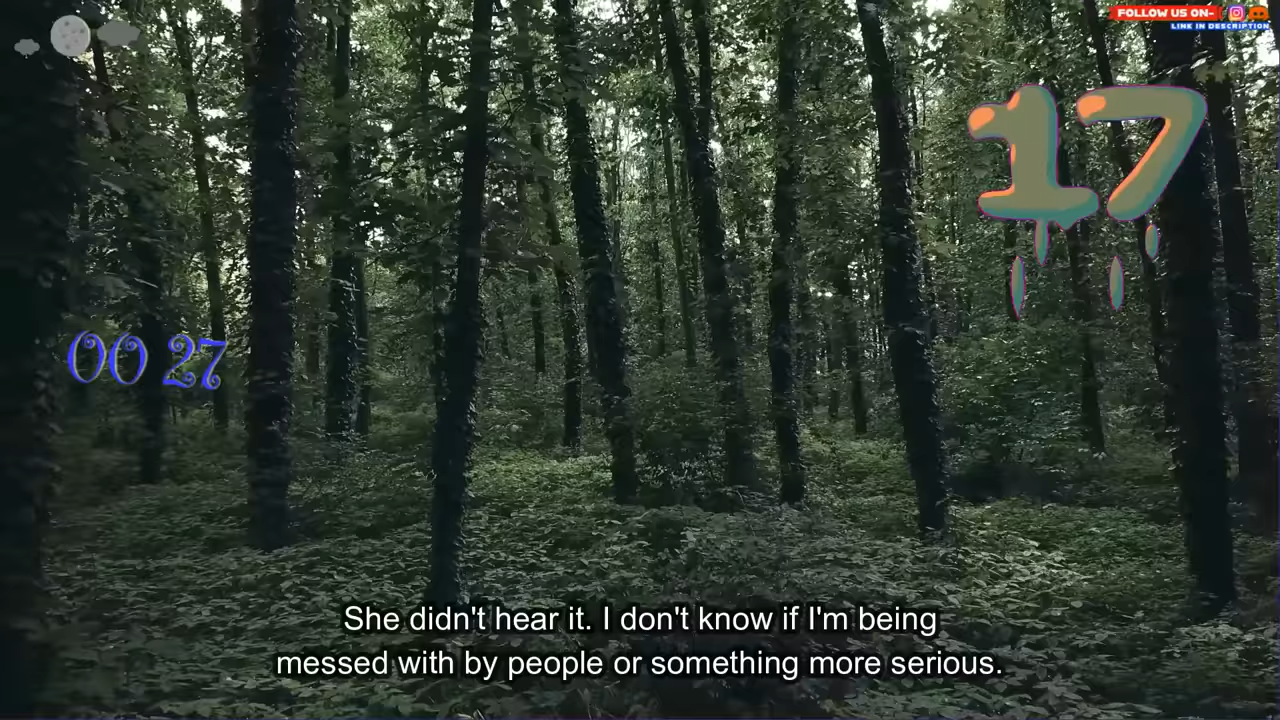 FOLLOW US ON-
LINK IN DESCRIPTION
17
00 27
She didn't hear it. I don't know if I'm being
messed with by people or something more serious.